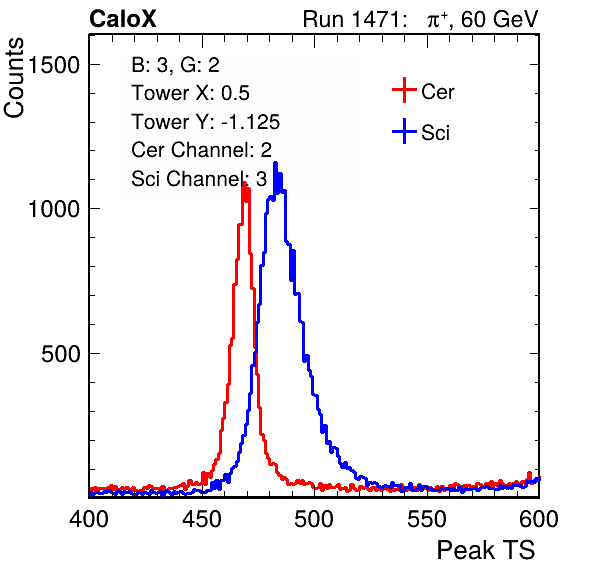 CaloX
Run 1471: π⁺, 60 GeV
Counts
1500
1000
500
B: 3, G: 2
Tower X: 0.5
Tower Y: -1.125
Cer Channel: 2
Sci Channel: 3
Cer
Sci
400 450 500 550 600
Peak TS